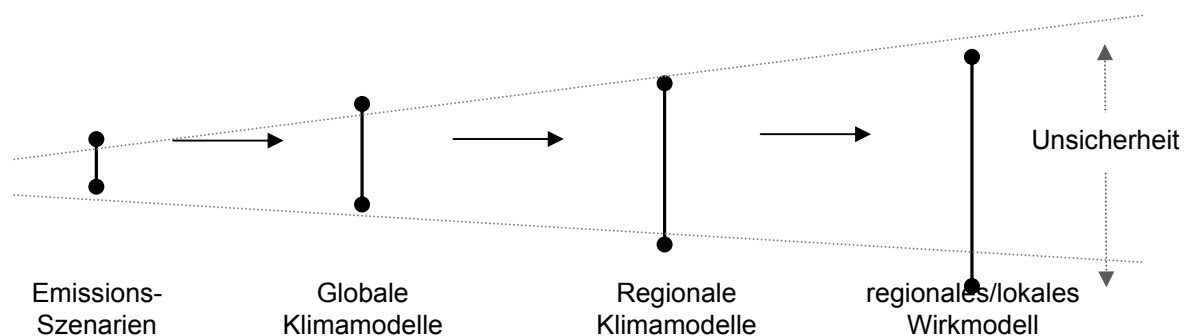 Unsicherheit
Emissions-
Szenarien
Globale
Klimamodelle
Regionale
Klimamodelle
regionales/lokales
Wirkmodell